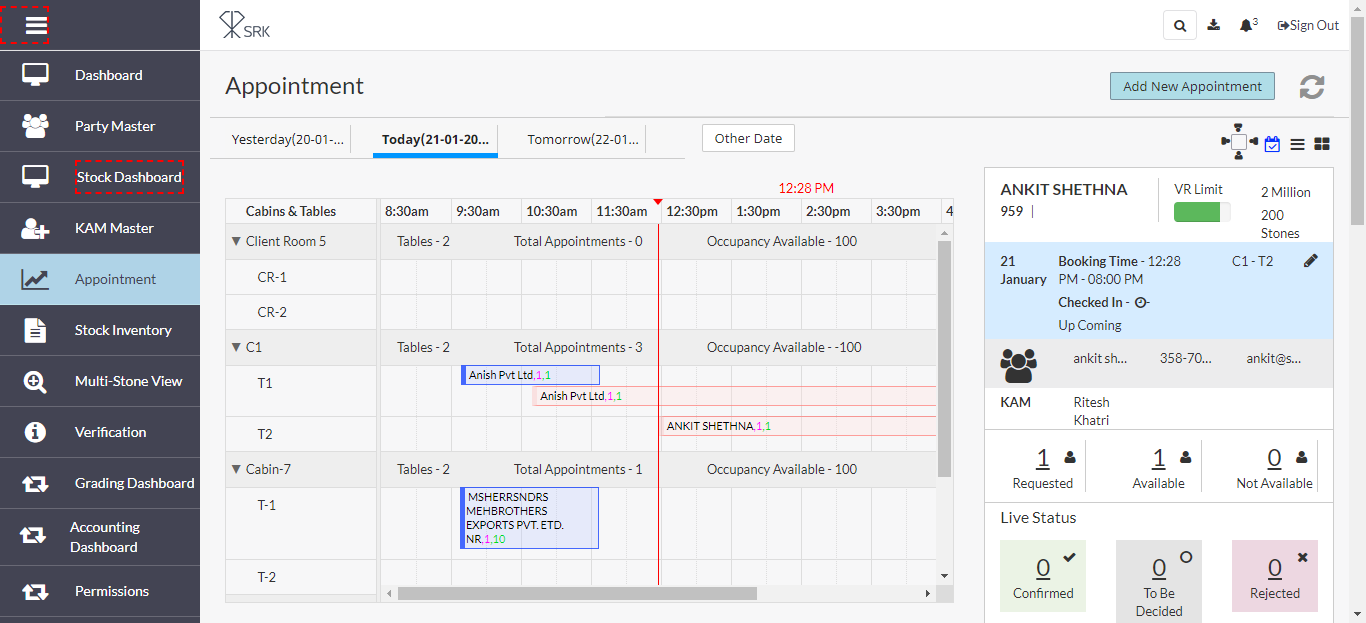 SRK
3
Sign Out
Dashboard
Party Master
Stock Dashboard
KAM Master
Appointment
Stock Inventory
Multi-Stone View
Verification
Grading Dashboard
Accounting
Dashboard
Permissions
Appointment
Add New Appointment
Yesterday(20-01-...
Today(21-01-20...
Tomorrow(22-01...
Other Date
12:28 PM
Cabins & Tables
8:30am
9:30am
10:30am
11:30am
12:30pm
1:30pm
2:30pm
3:30pm
4
Client Room 5
Tables - 2
Total Appointments - 0
Occupancy Available - 100
CR-1
CR-2
C1
Tables - 2
Total Appointments - 3
Occupancy Available - -100
T1
Anish Pvt Ltd,1,1
Anish Pvt Ltd,1,1
T2
ANKIT SHETHNA,1,1
Cabin-7
Tables - 2
Total Appointments - 1
Occupancy Available - 100
T-1
MSHERRSNDRS
MEHBROTHERS
EXPORTS PVT. ETD.
NR,1,10
T-2
ANKIT SHETHNA
959 |
VR Limit
2 Million
200
Stones
21
January
Booking Time - 12:28
PM - 08:00 PM
C1 - T2
Checked In -
Up Coming
ankit sh...
358-70...
ankit@s...
KAM
Ritesh
Khatri
1
Requested
1
Available
0
Not Available
Live Status
0
Confirmed
0
To Be
Decided
0
Rejected